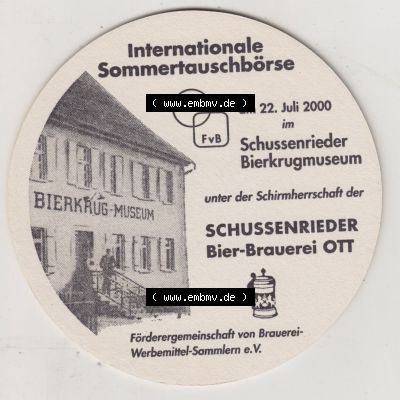 Internationale
Sommertauschbörse
( www.embmv.de )
22. Juli 2000
im
FvB
Schussenrieder
Bierkrugmuseum
unter der Schirmherrschaft der
BIERKRUG-MUSEUM
SCHUSSENRIEDER
Bier-Brauerei OTT
( www.embmv.de )
Förderergemeinschaft von Brauerei-
Werbemittel-Sammlern e.V.